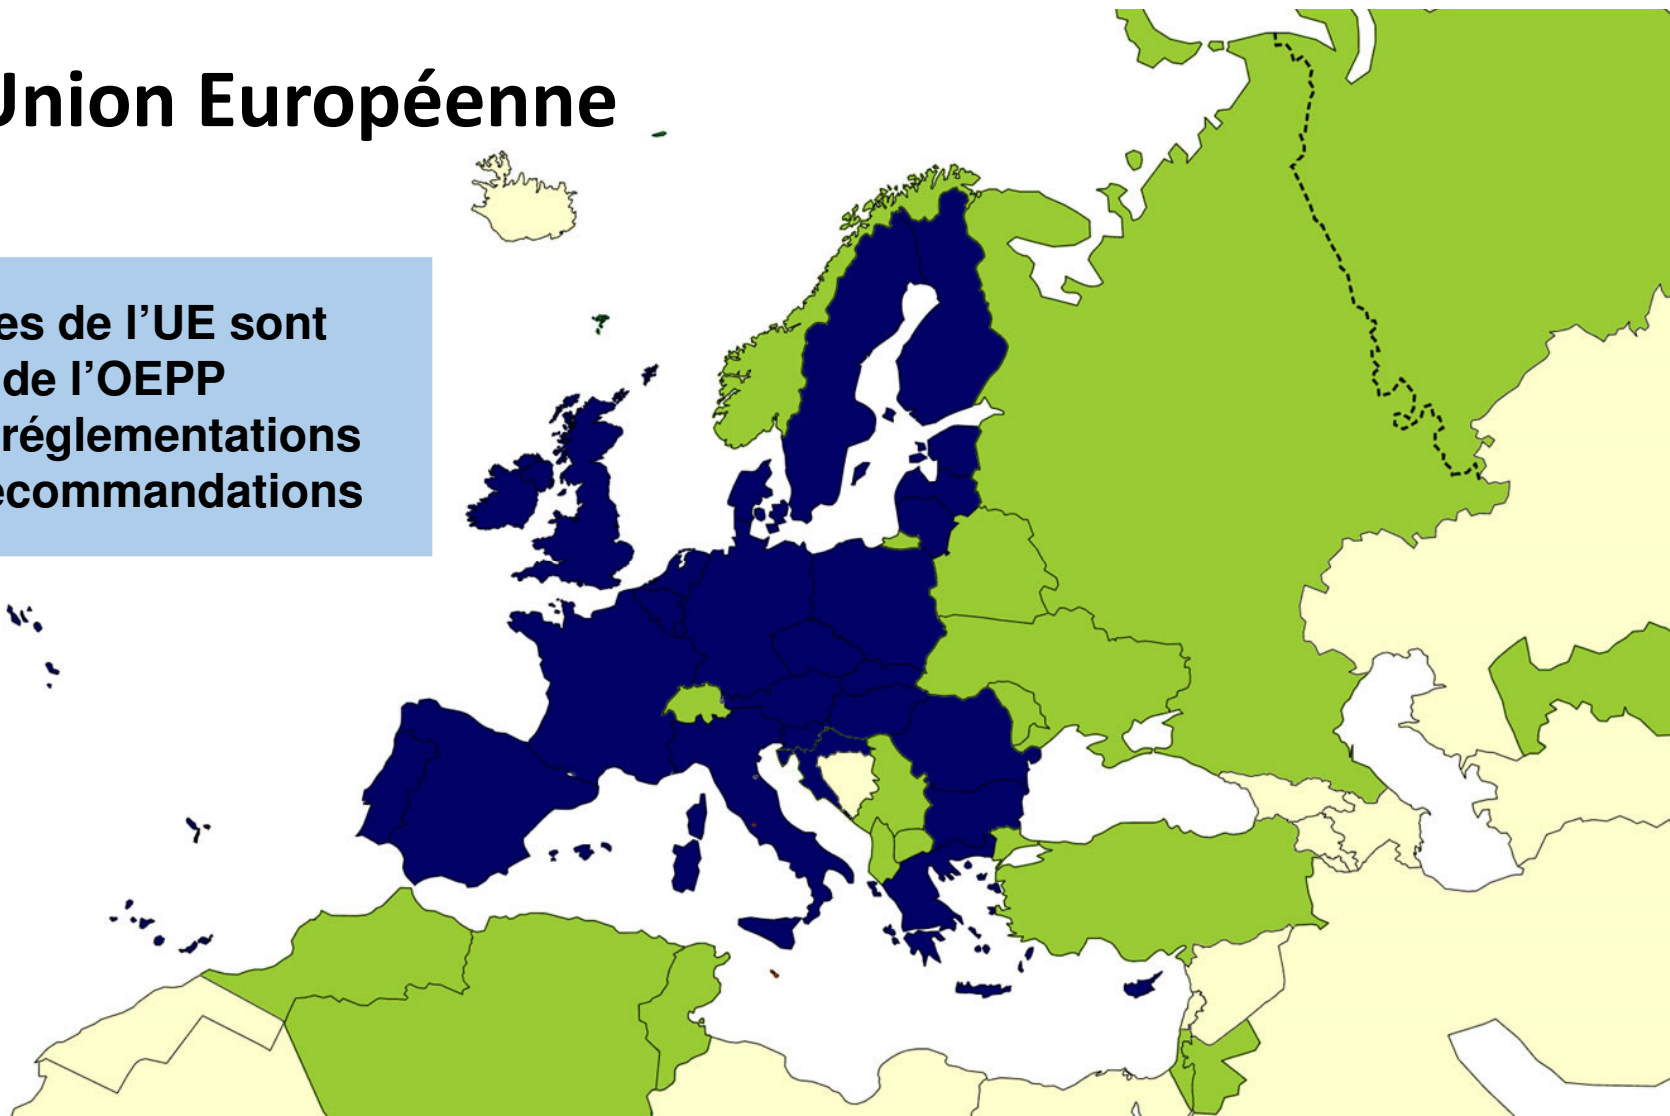 Union Européenne
es de l’UE sont
de l’OEPP
réglementations
ecommandations